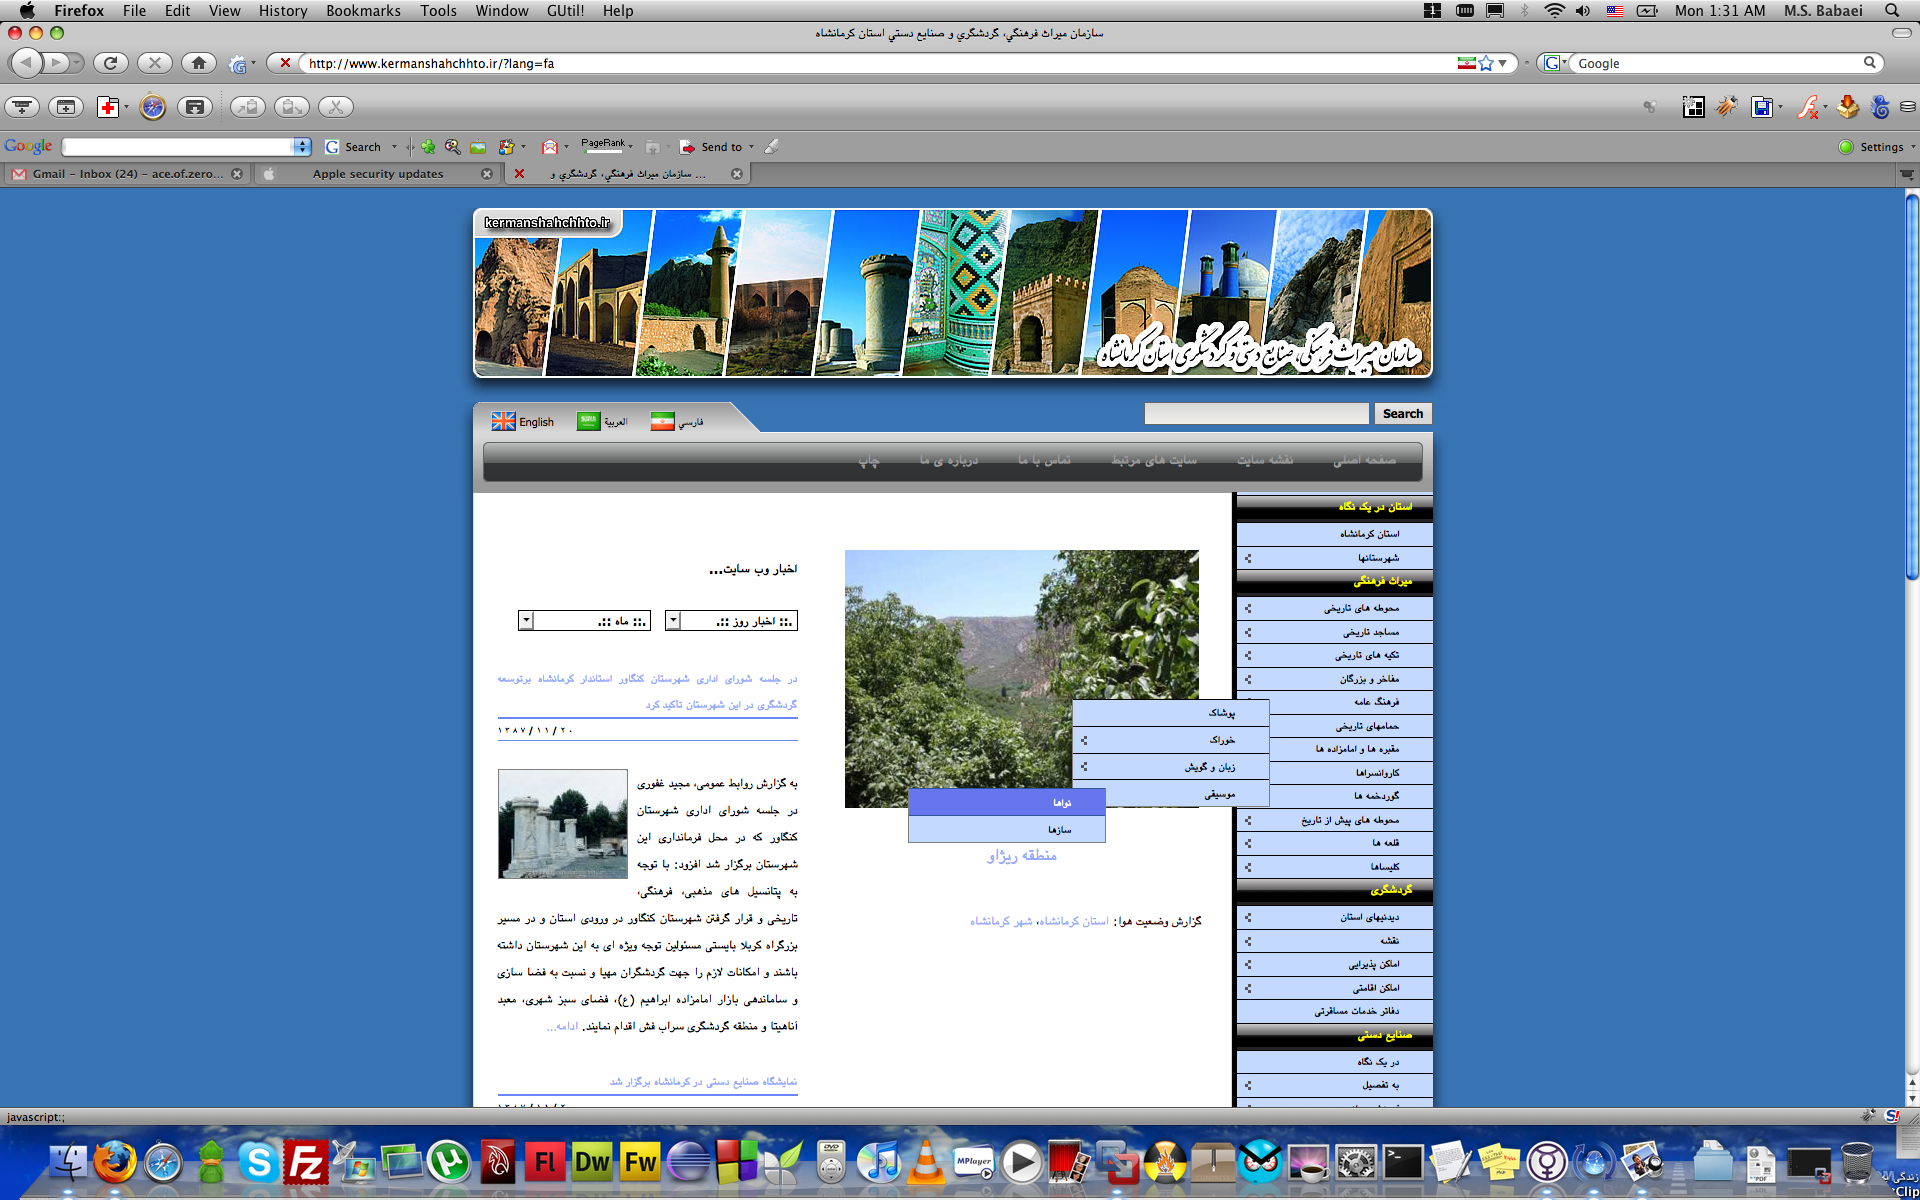 Firefox File Edit View History Bookmarks Tools Window GUtil! Help
Mon 1:31 AM M.S. Babaei
سازمان میراث فرهنگي، گردشگري و صنایع دستي استان کرمانشاه
http://www.kermanshahchhto.ir/?lang=fa
Google
Google Search PageRank Send to Settings
Gmail - Inbox (24) - ace.of.zero...
Apple security updates
سازمان میراث فرهنگي، گردشگري و ...
kermanshahchhto.ir
سازمان میراث فرهنگی، صنایع دستی و گردشگری استان کرمانشاه
English العربية فارسي
Search
صفحه اصلی نقشه سایت سایت های مرتبط تماس با ما درباره ی ما چاپ
استان در یک نگاه
استان کرمانشاه
شهرستانها
میراث فرهنگی
محوطه های تاریخی
مساجد تاریخی
تکیه های تاریخی
مفاخر و بزرگان
فرهنگ عامه
حمامهای تاریخی
مقبره ها و امامزاده ها
کاروانسراها
گوردخمه ها
محوطه های پیش از تاریخ
قلعه ها
کلیساها
گردشگری
دیدنیهای استان
نقشه
اماکن پذیرایی
اماکن اقامتی
دفاتر خدمات مسافرتی
صنایع دستی
در یک نگاه
به تفصیل
پوشاک
خوراک
زبان و گویش
موسیقی
نواها
سازها
منطقه ریژاو
گزارش وضعیت هوا: استان کرمانشاه، شهر کرمانشاه
اخبار وب سایت...
.:: اخبار روز ::.
.:: ماه ::.
در جلسه شورای اداری شهرستان کنگاور استاندار کرمانشاه برتوسعه
گردشگری در این شهرستان تاکید کرد
۱۳۸۷/۱۱/۲۰
به گزارش روابط عمومی، مجید غفوری
در جلسه شورای اداری شهرستان
کنگاور که در محل فرمانداری این
شهرستان برگزار شد افزود: با توجه
به پتانسیل های مذهبی، فرهنگی،
تاریخی و قرار گرفتن شهرستان کنگاور در ورودی استان و در مسیر
بزرگراه کربلا بایستی مسئولین توجه ویژه ای به این شهرستان داشته
باشند و امکانات لازم را جهت گردشگران مهیا و نسبت به فضا سازی
و ساماندهی بازار امامزاده ابراهیم (ع)، فضای سبز شهری، معبد
آناهیتا و منطقه گردشگری سراب فش اقدام نمایند. ادامه...
نمایشگاه صنایع دستی در کرمانشاه برگزار شد
javascript:;
Fl Dw Fw
MPlayer
PDF
Clip